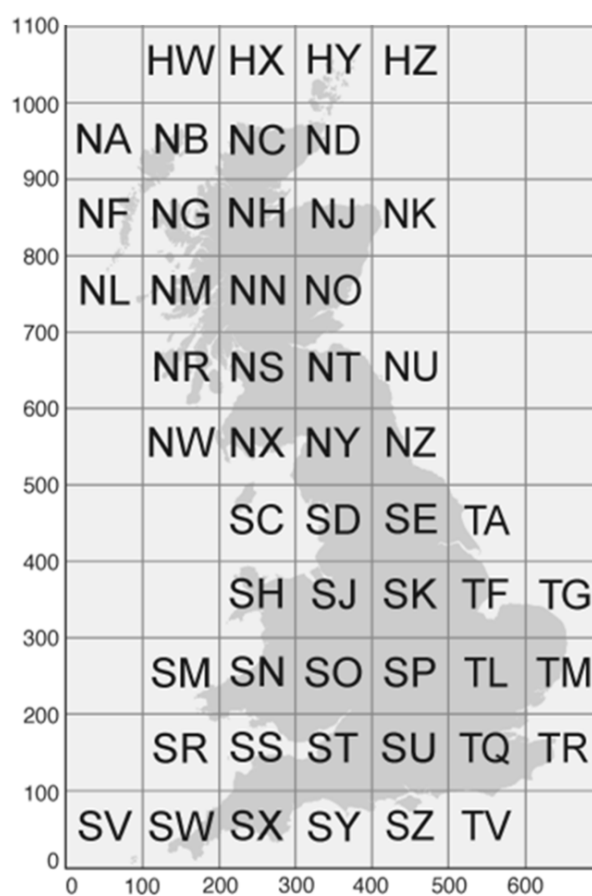 1100
HW HX HY HZ
1000
NA NB NC ND
900
NF NG NH NJ NK
800
NL NM NN NO
700
NR NS NT NU
600
NW NX NY NZ
500
SC SD SE TA
400
SH SJ SK TF TG
300
SM SN SO SP TL TM
200
SR SS ST SU TQ TR
100
SV SW SX SY SZ TV
0
0 100 200 300 400 500 600